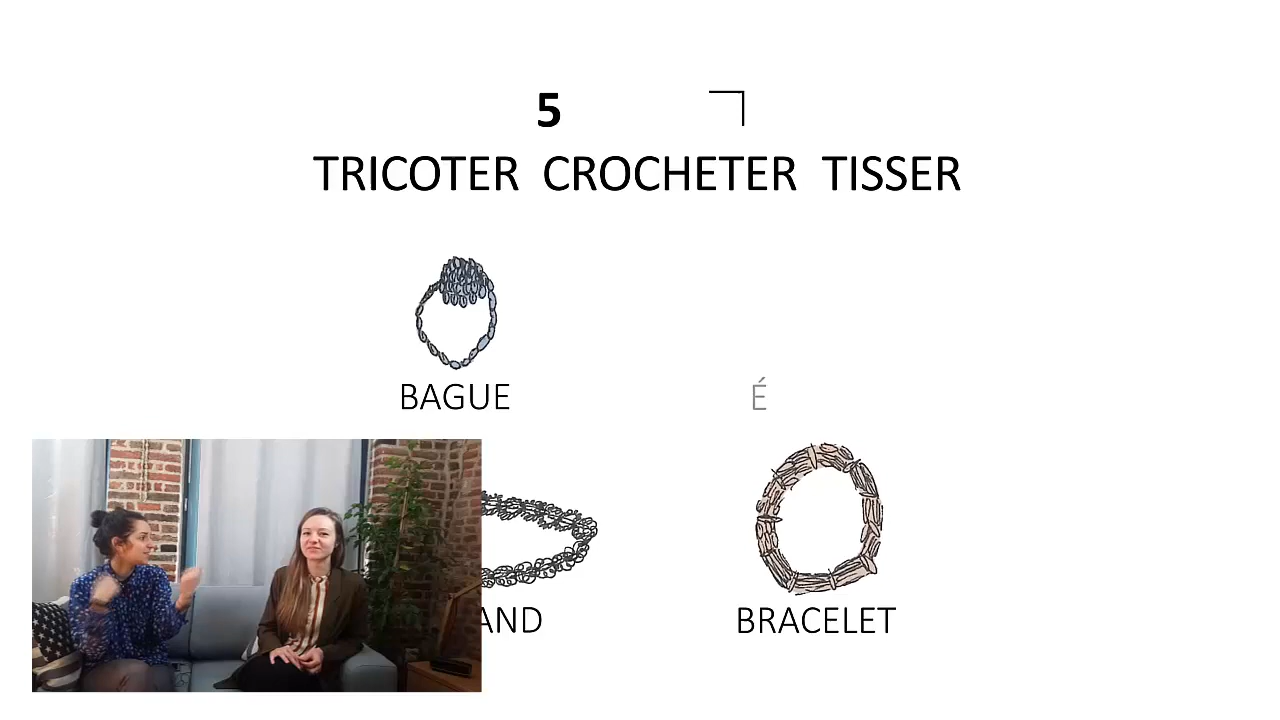 5
TRICOTER CROCHETER TISSER
BAGUE
É
AND
BRACELET